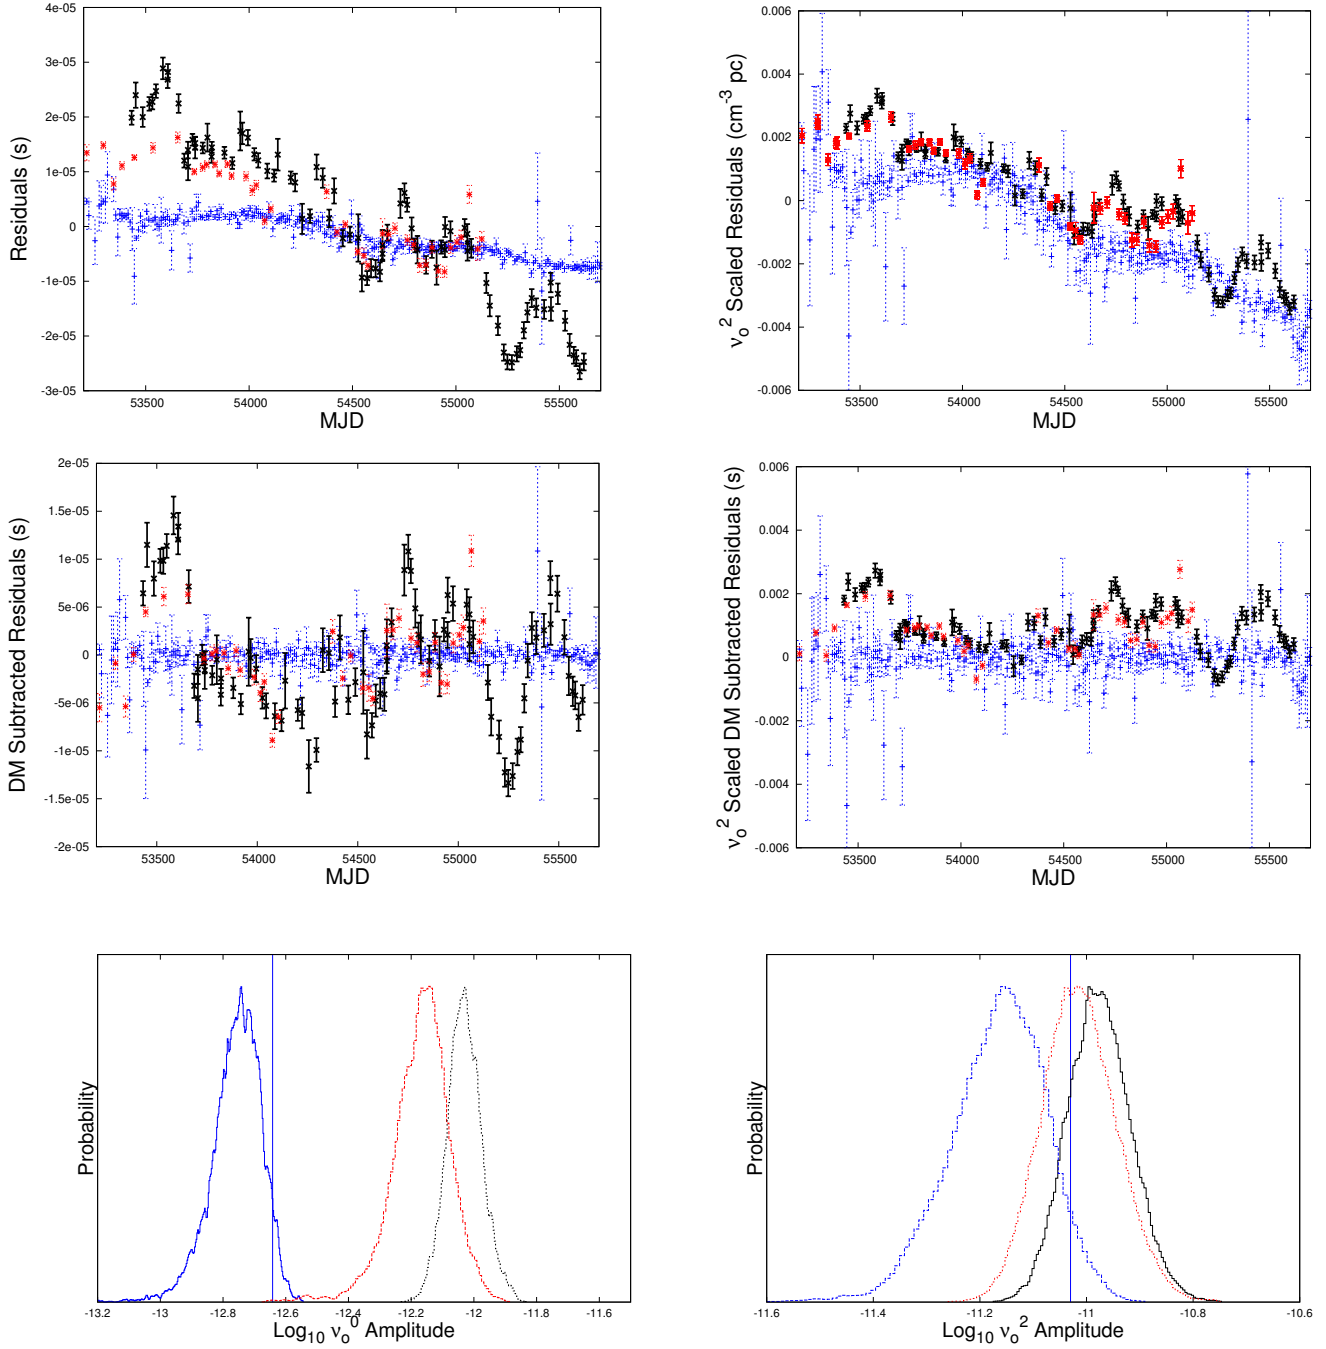 4e-05
3e-05
2e-05
1e-05
0
-1e-05
-2e-05
-3e-05
53500 54000 54500 55000 55500
MJD
Residuals (s)
0.006
0.004
0.002
0
-0.002
-0.004
-0.006
53500 54000 54500 55000 55500
MJD
νo² Scaled Residuals (cm⁻³ pc)
2e-05
1.5e-05
1e-05
5e-06
0
-5e-06
-1e-05
-1.5e-05
-2e-05
53500 54000 54500 55000 55500
MJD
DM Subtracted Residuals (s)
0.006
0.004
0.002
0
-0.002
-0.004
-0.006
53500 54000 54500 55000 55500
MJD
νo² Scaled DM Subtracted Residuals (s)
Probability
-13.2 -13 -12.8 -12.6 -12.4 -12.2 -12 -11.8 -11.6
Log₁₀ νo⁰ Amplitude
Probability
-11.6 -11.4 -11.2 -11 -10.8 -10.6
Log₁₀ νo² Amplitude